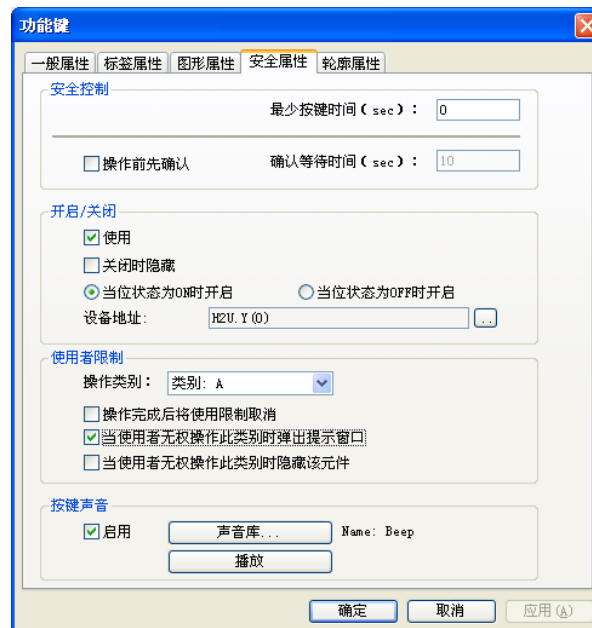 功能键
一般属性 标签属性 图形属性 安全属性 轮廓属性
安全控制
最少按键时间(sec): 0
操作前先确认 确认等待时间(sec): 10
开启/关闭
使用
关闭时隐藏
当位状态为ON时开启 当位状态为OFF时开启
设备地址: H2U.Y(0) ..
使用者限制
操作类别: 类别: A
操作完成后将使用限制取消
当使用者无权操作此类别时弹出提示窗口
当使用者无权操作此类别时隐藏该元件
按键声音
启用 声音库... Name: Beep
播放
确定 取消 应用(A)